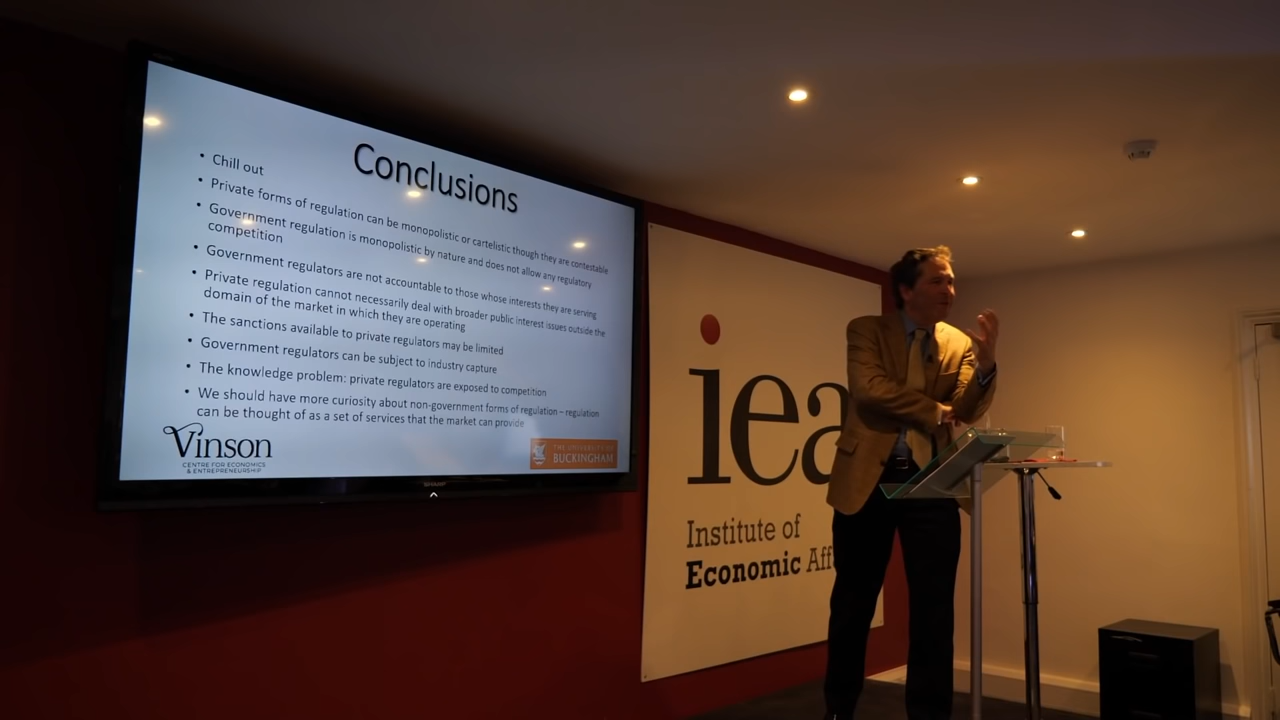 Conclusions
• Chill out
• Private forms of regulation can be monopolistic or cartelistic though they are contestable
• Government regulation is monopolistic by nature and does not allow any regulatory
competition
• Government regulators are not accountable to those whose interests they are serving
• Private regulation cannot necessarily deal with broader public interest issues outside the
domain of the market in which they are operating
• The sanctions available to private regulators may be limited
• Government regulators can be subject to industry capture
• The knowledge problem: private regulators are exposed to competition
• We should have more curiosity about non-government forms of regulation – regulation
can be thought of as a set of services that the market can provide
Vinson
CENTRE FOR ECONOMICS
& ENTREPRENEURSHIP
THE UNIVERSITY OF
BUCKINGHAM
iea
Institute of
Economic Aff